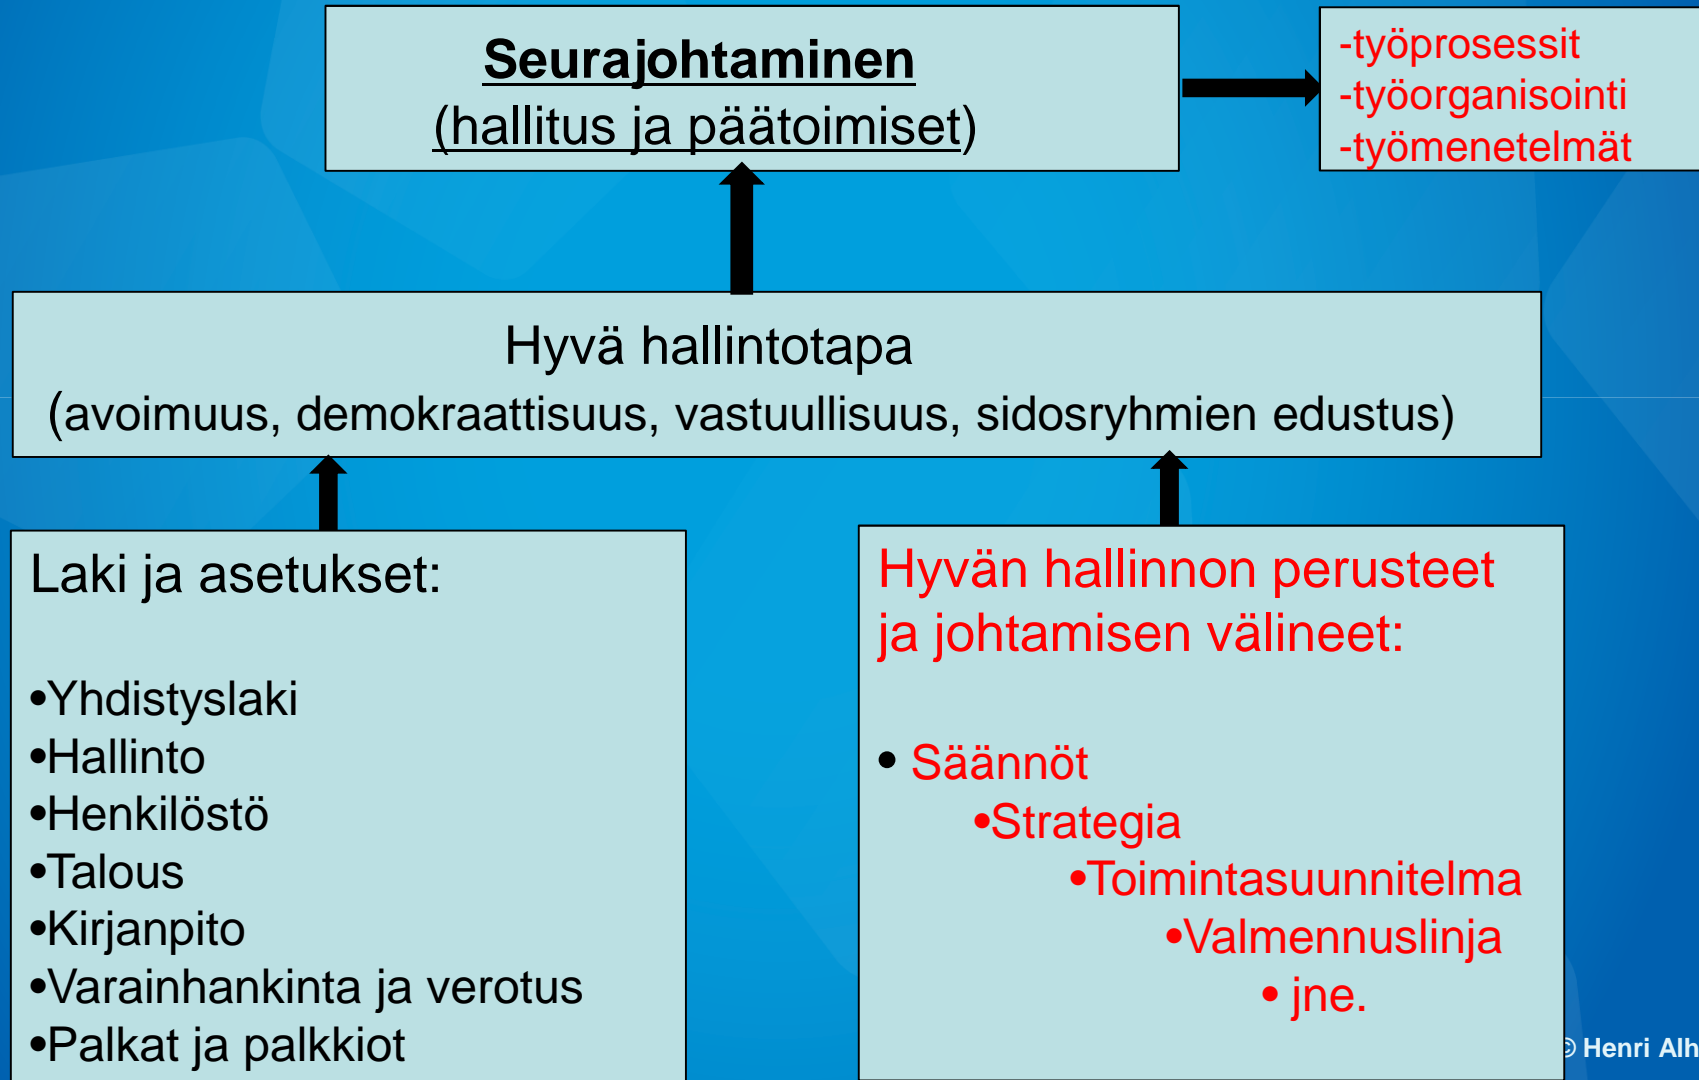 Seurajohtaminen
(hallitus ja päätoimiset)
-työprosessit
-työorganisointi
-työmenetelmät
Hyvä hallintotapa
(avoimuus, demokraattisuus, vastuullisuus, sidosryhmien edustus)
Laki ja asetukset:
•Yhdistyslaki
•Hallinto
•Henkilöstö
•Talous
•Kirjanpito
•Varainhankinta ja verotus
•Palkat ja palkkiot
Hyvän hallinnon perusteet
ja johtamisen välineet:
• Säännöt
•Strategia
•Toimintasuunnitelma
•Valmennuslinja
• jne.
© Henri Alh